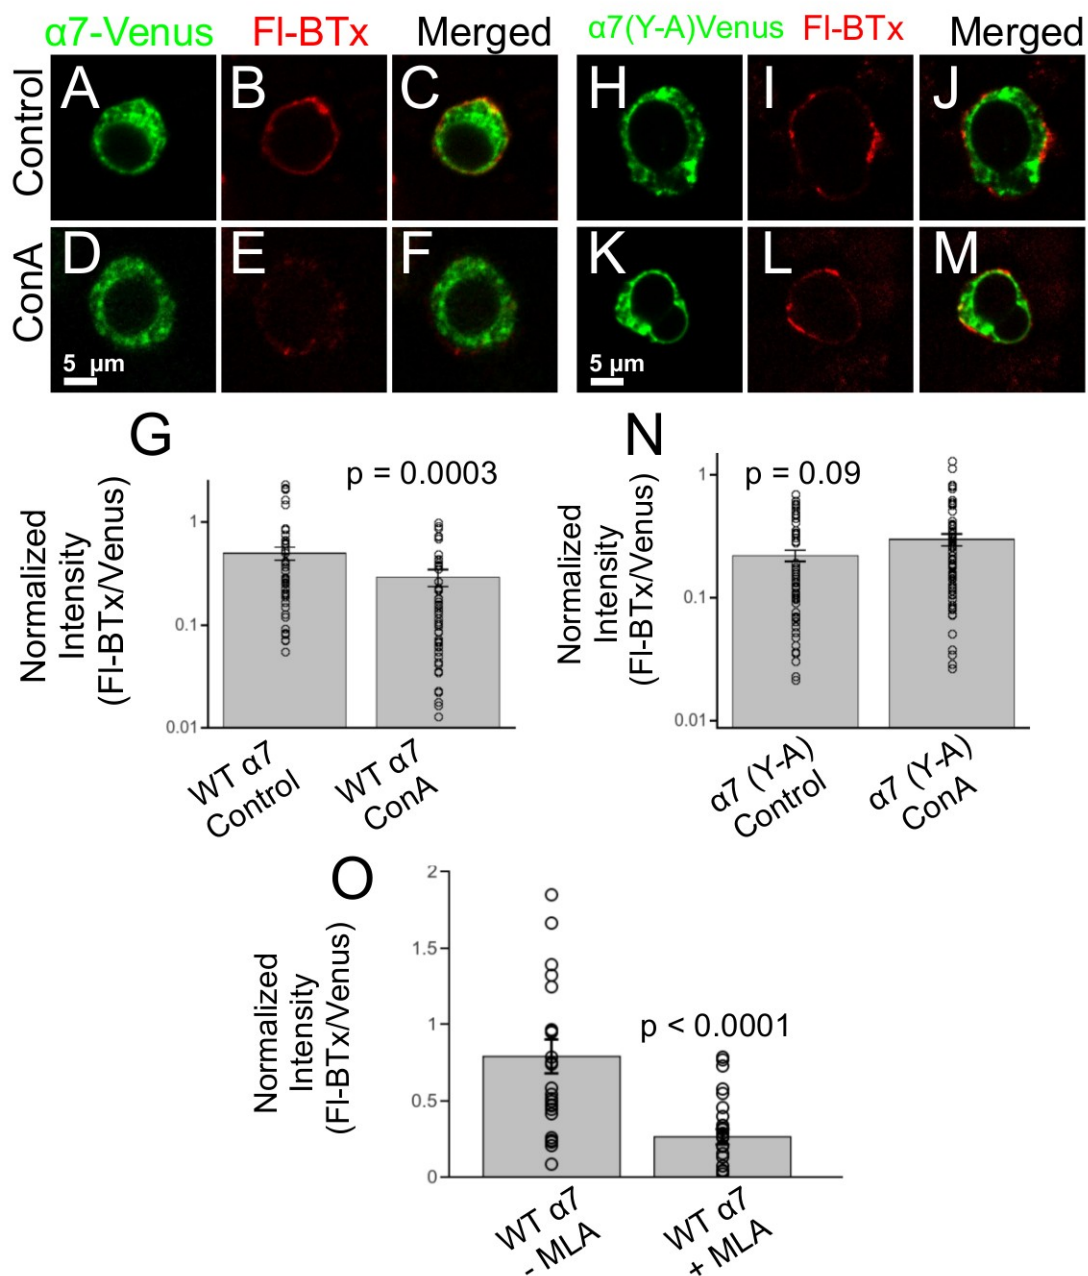 α7-Venus Fl-BTx Merged α7(Y-A)Venus Fl-BTx Merged
Control
A B C H I J
ConA
D E F K L M
5 μm 5 μm
G
p = 0.0003
Normalized
Intensity
(Fl-BTx/Venus)
1
0.1
0.01
WT α7
Control
WT α7
ConA
N
p = 0.09
Normalized
Intensity
(Fl-BTx/Venus)
1
0.1
0.01
α7 (Y-A)
Control
α7 (Y-A)
ConA
O
p < 0.0001
Normalized
Intensity
(Fl-BTx/Venus)
2
1.5
1
0.5
0
WT α7
- MLA
WT α7
+ MLA